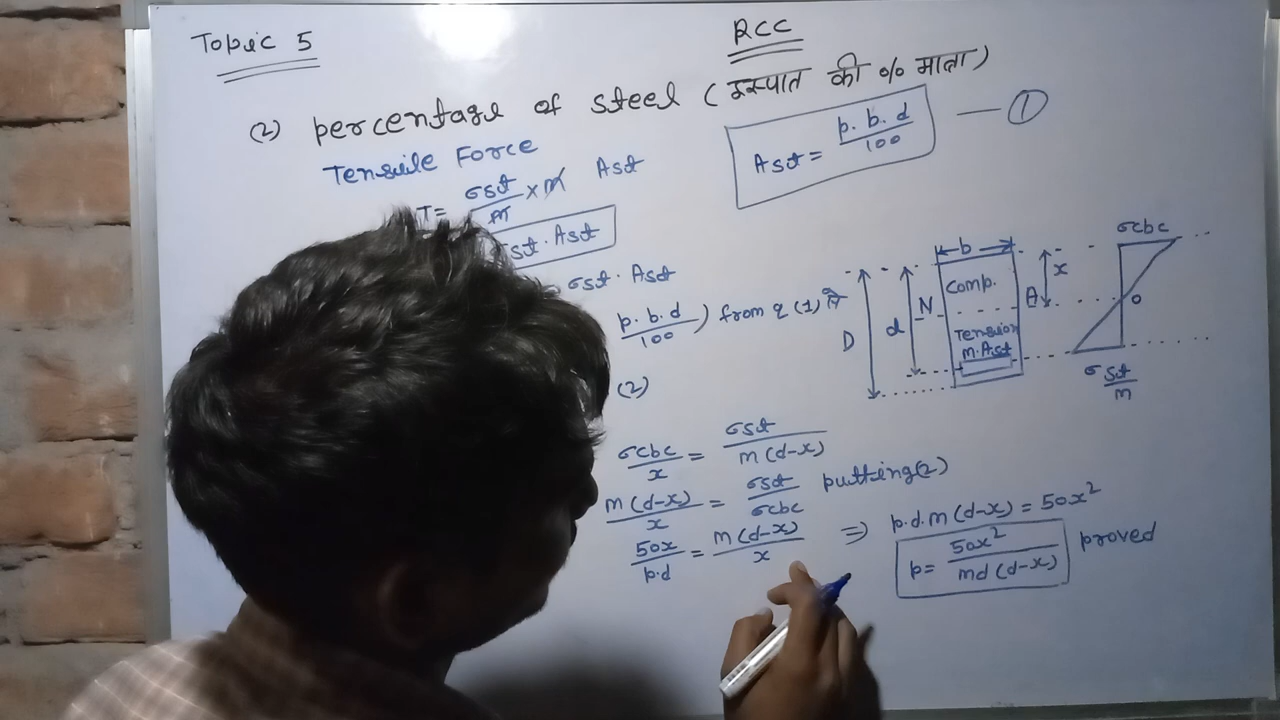 Topic 5
RCC
(2) percentage of steel (इस्पात की % मात्रा)
Tensile Force
T= σst/m × m Ast
st. Ast
σst. Ast
Ast = p. b. d/100 — ①
p. b. d/100 ) from eq (1) से
(2)
σcbc/x = σst/m(d-x)
m(d-x)/x = σst/σcbc putting(2)
50x/p.d = m(d-x)/x ⇒ p.d.m(d-x) = 50x²
p= 50x²/md(d-x) proved
b
Comp.
N
A
x
D
d
Tension
m.Ast
σcbc
o
σst/m